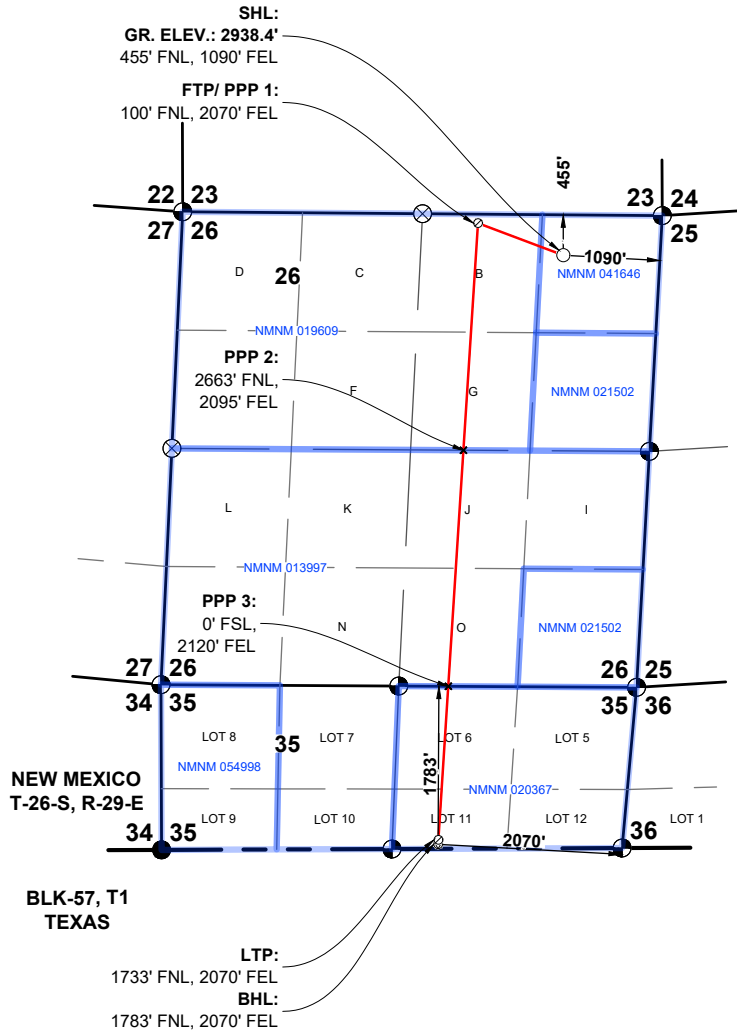 SHL:
GR. ELEV.: 2938.4'
455' FNL, 1090' FEL
FTP/ PPP 1:
100' FNL, 2070' FEL
455'
22 23
23 24
27 26
25
1090'
D
26
C
B
NMNM 041646
NMNM 019609
PPP 2:
2663' FNL,
2095' FEL
F
G
NMNM 021502
L
K
J
I
NMNM 013997
PPP 3:
0' FSL,
2120' FEL
N
O
NMNM 021502
27 26
26 25
34 35
35 36
LOT 8
35
LOT 7
LOT 6
LOT 5
NMNM 054998
1783'
NMNM 020367
NEW MEXICO
T-26-S, R-29-E
LOT 9
LOT 10
LOT 11
LOT 12
LOT 1
34 35
2070'
36
BLK-57, T1
TEXAS
LTP:
1733' FNL, 2070' FEL
BHL:
1783' FNL, 2070' FEL